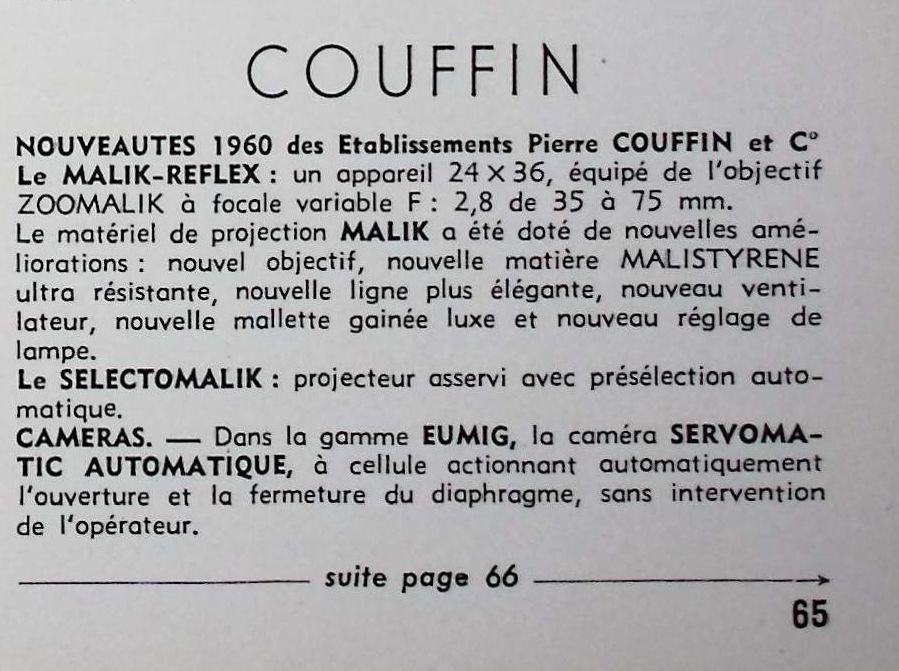 COUFFIN
NOUVEAUTES 1960 des Etablissements Pierre COUFFIN et C°
Le MALIK-REFLEX : un appareil 24 X 36, équipé de l'objectif
ZOOMALIK à focale variable F : 2,8 de 35 à 75 mm.
Le matériel de projection MALIK a été doté de nouvelles amé-
liorations : nouvel objectif, nouvelle matière MALISTYRENE
ultra résistante, nouvelle ligne plus élégante, nouveau venti-
lateur, nouvelle mallette gainée luxe et nouveau réglage de
lampe.
Le SELECTOMALIK : projecteur asservi avec présélection auto-
matique.
CAMERAS. — Dans la gamme EUMIG, la caméra SERVOMA-
TIC AUTOMATIQUE, à cellule actionnant automatiquement
l'ouverture et la fermeture du diaphragme, sans intervention
de l'opérateur.
suite page 66
65